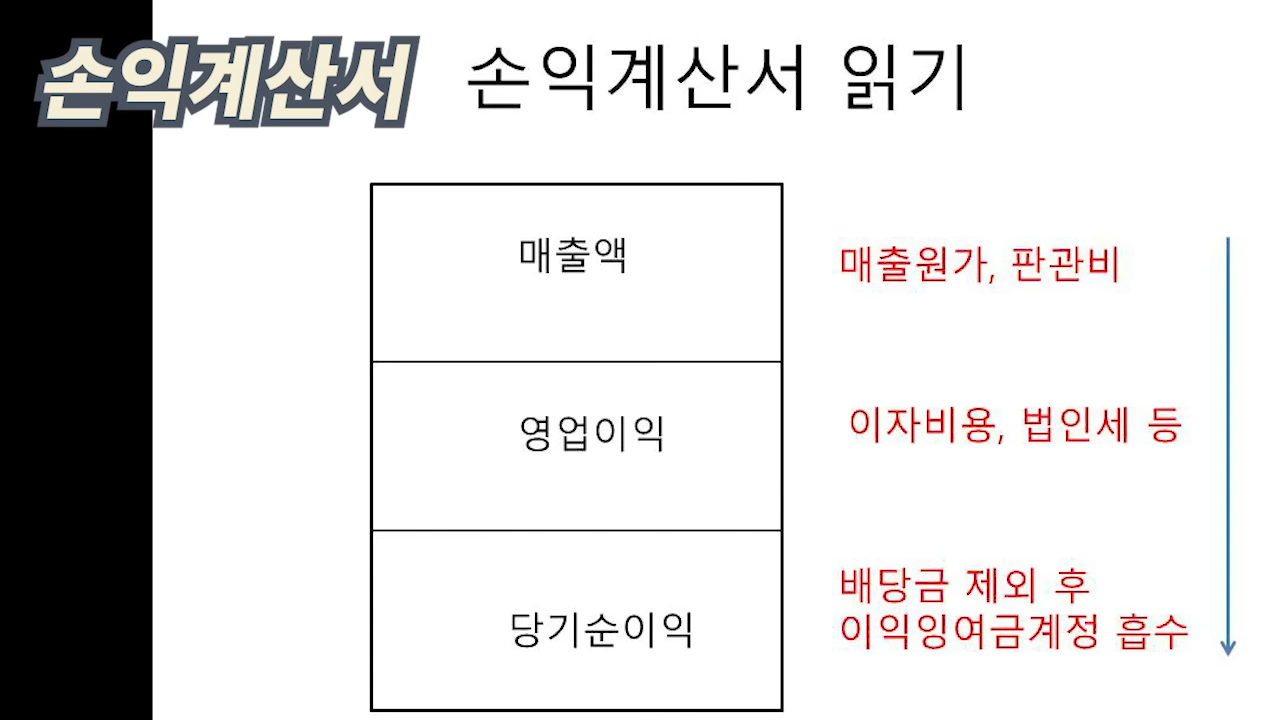 손익계산서
손익계산서 읽기
매출액
매출원가, 판관비
영업이익
이자비용, 법인세 등
당기순이익
배당금 제외 후
이익잉여금계정 흡수